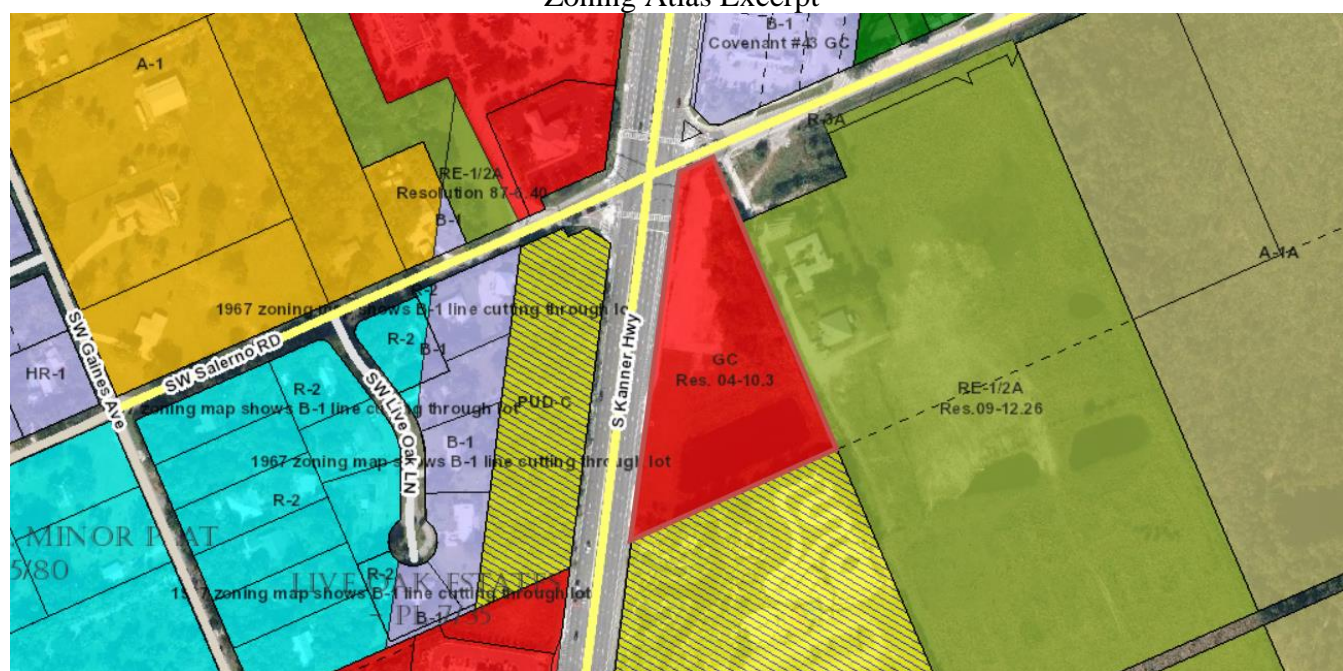 Zoning Atlas Excerpt
B-1
Covenant #43 GC
A-1
R-3A
RE-1/2A
Resolution 87-6.40
B-1
A-1A
R-2
1967 zoning map shows B-1 line cutting through lot
R-2
B-1
SW Salerno RD
SW Gaines Ave
HR-1
GC
Res. 04-10.3
S Kanner Hwy
R-2
SW Live Oak LN
PUD-C
RE-1/2A
Res.09-12.26
zoning map shows B-1 line cutting through lot
B-1
1967 zoning map shows B-1 line cutting through lot
R-2
MINOR PLAT
5/80
R-2
LIVE OAK ESTATES
1967 zoning map shows B-1 line cutting through lot
B-1